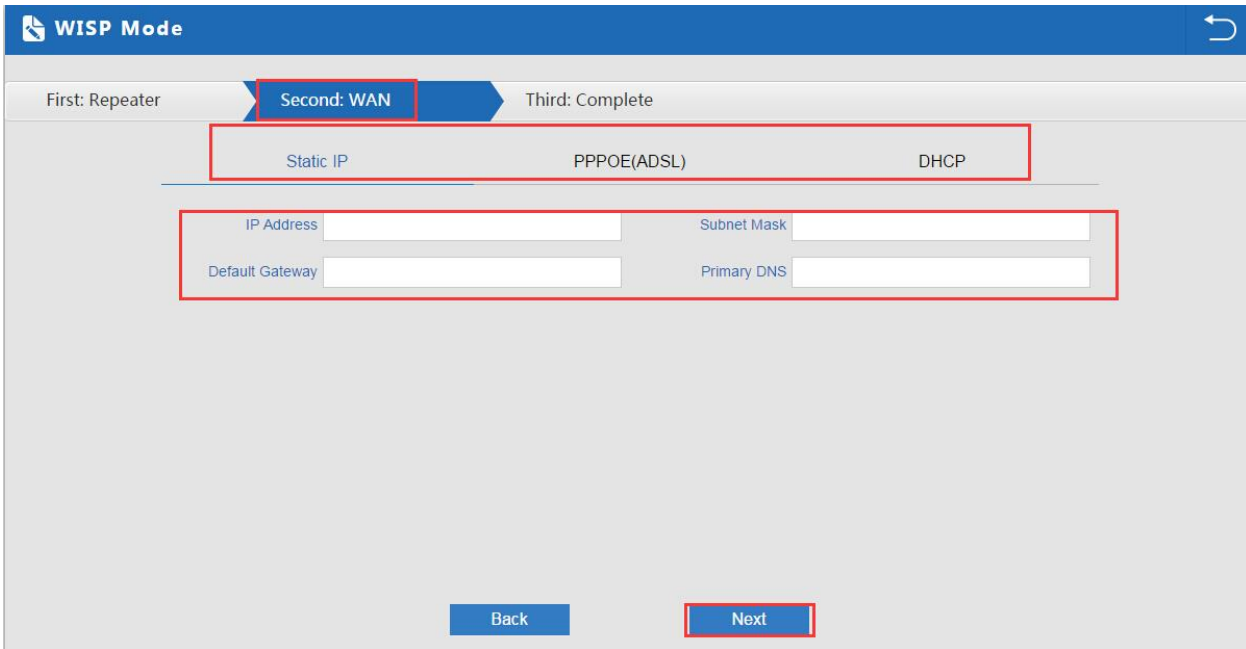 WISP Mode
First: Repeater Second: WAN Third: Complete
Static IP PPPOE(ADSL) DHCP
IP Address Subnet Mask
Default Gateway Primary DNS
Back Next